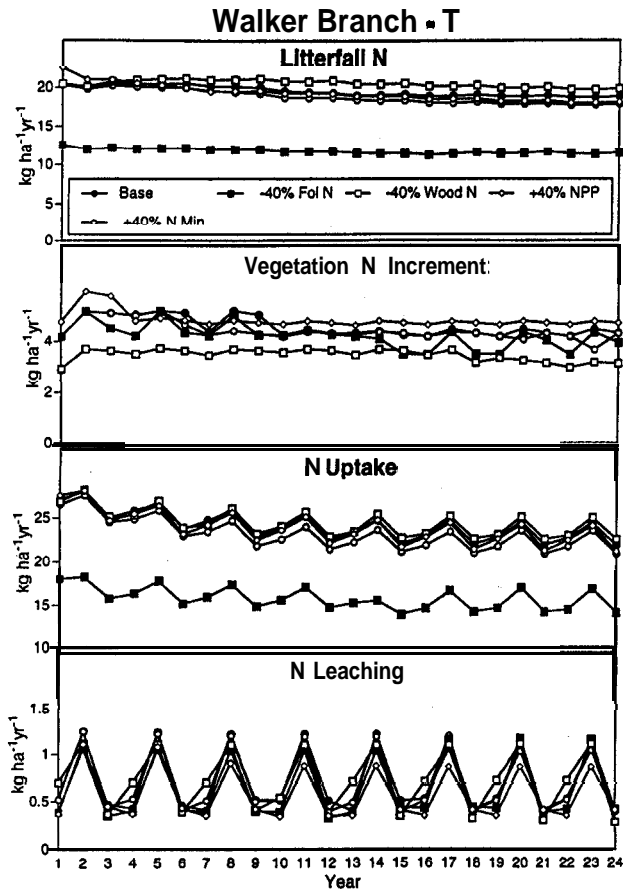 Walker Branch - T
Litterfall N
kg ha-1yr-1
20
15
10
5
0
Base
-40% Fol N
-40% Wood N
+40% NPP
+40% N Min
Vegetation N Increment
kg ha-1yr-1
4
2
0
N Uptake
kg ha-1yr-1
25
20
15
10
N Leaching
kg ha-1yr-1
1.5
1
0.5
0
1 2 3 4 5 6 7 8 9 10 11 12 13 14 15 16 17 18 19 20 21 22 23 24
Year